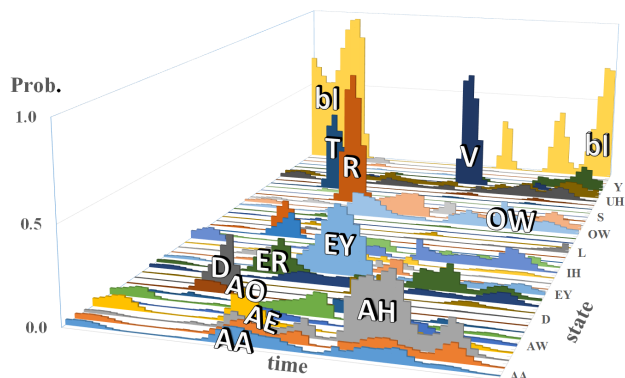 Prob.
1.0
0.5
0.0
bl
T
R
V
bl
OW
EY
ER
D
AO
AE
AH
AA
time
state
Y
UH
S
OW
L
IH
EY
D
AW
AA